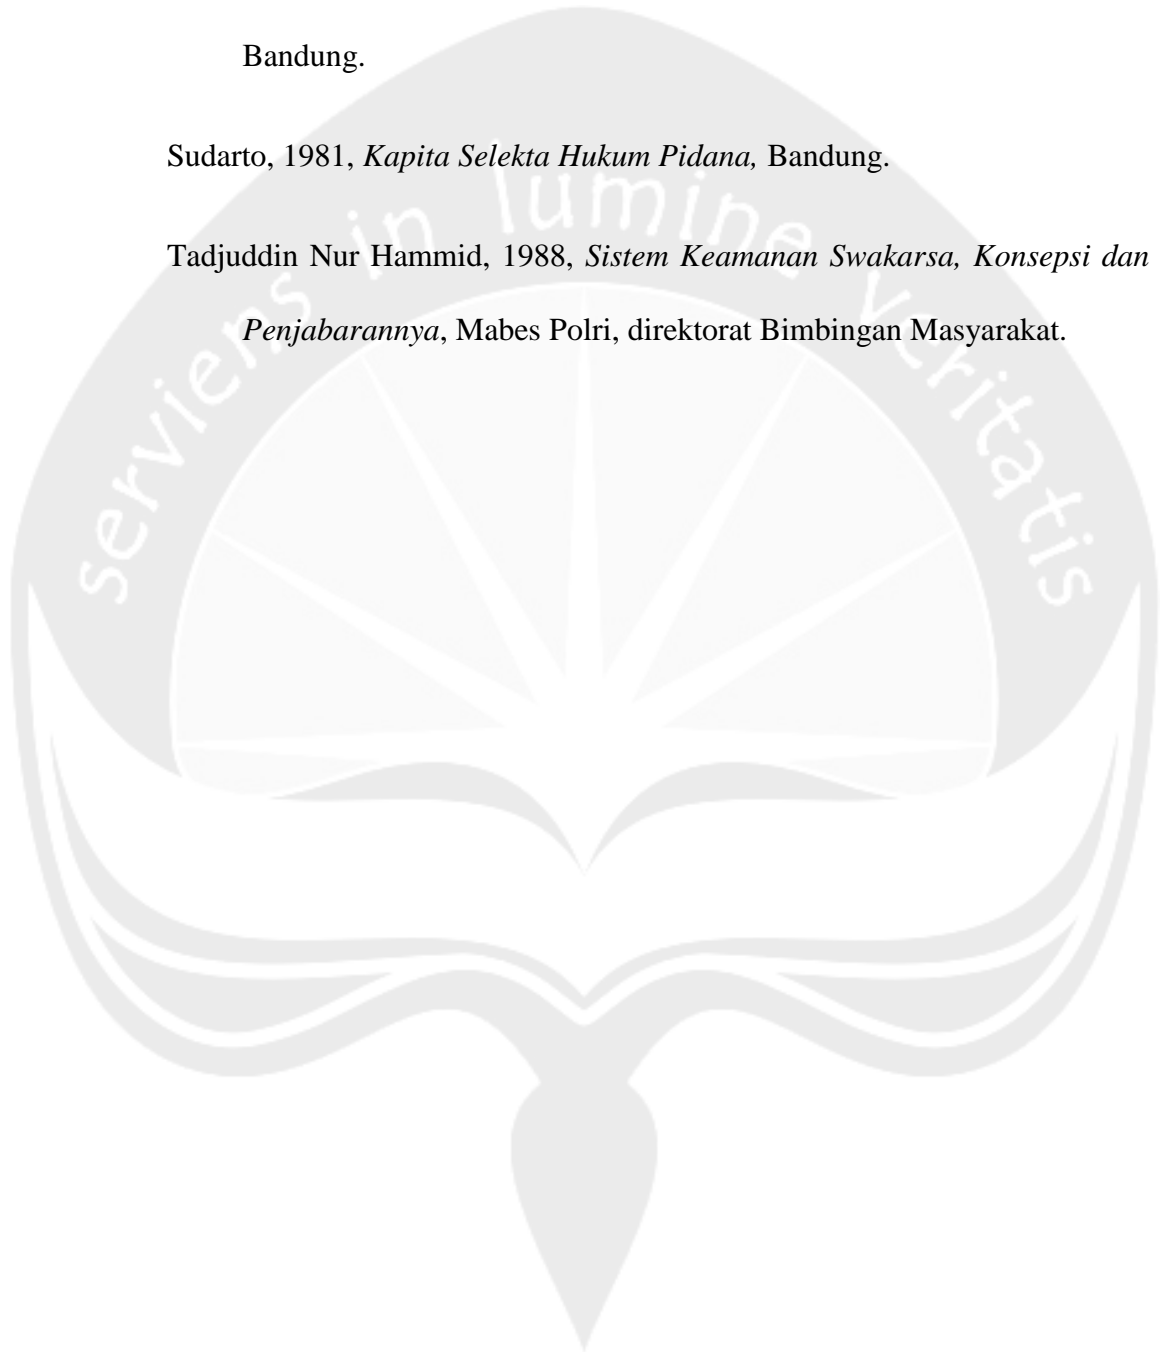 Bandung.
Sudarto, 1981, Kapita Selekta Hukum Pidana, Bandung.
Tadjuddin Nur Hammid, 1988, Sistem Keamanan Swakarsa, Konsepsi dan
Penjabarannya, Mabes Polri, direktorat Bimbingan Masyarakat.
serviens in lumine veritatis